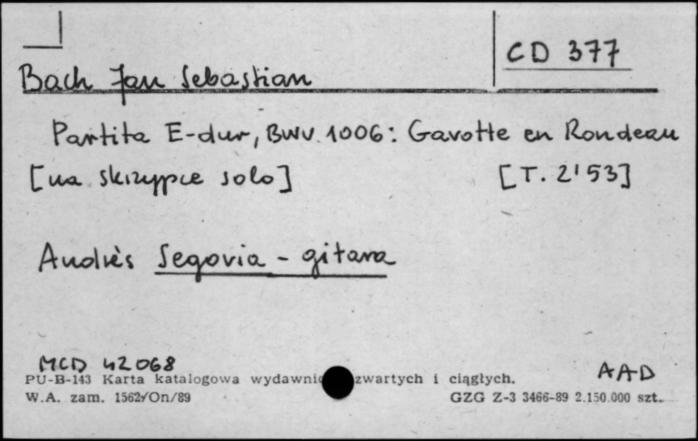 CD 377
Bach Jan Sebastian
Partita E-dur, BWV 1006: Gavotte en Rondeau
[na skrzypce solo] [T. 2'53]
Andrès Segovia - gitara
MCD 42068
AAD
PU-B-143 Karta katalogowa wydawnic zwartych i ciągłych.
W.A. zam. 1562/On/89 GZG Z-3 3466-89 2.150.000 szt.